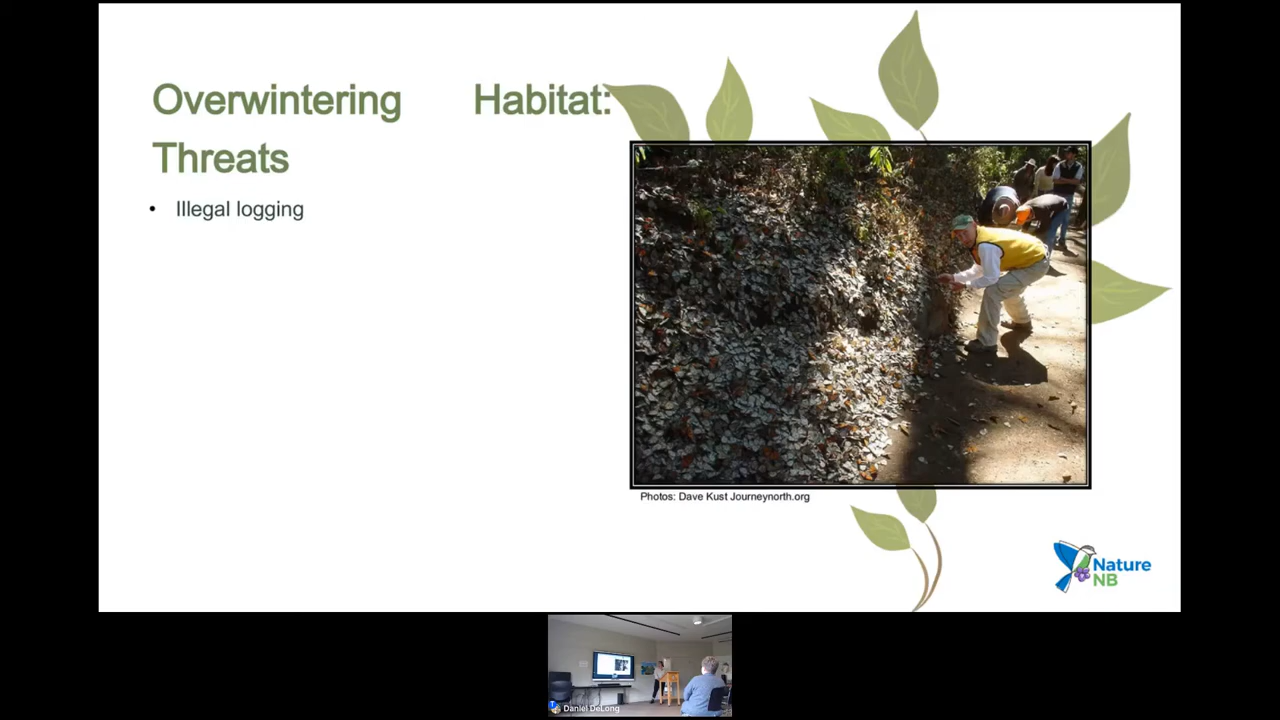 Overwintering Habitat:
Threats
• Illegal logging
Photos: Dave Kust Journeynorth.org
Nature
NB
Daniel DeLong